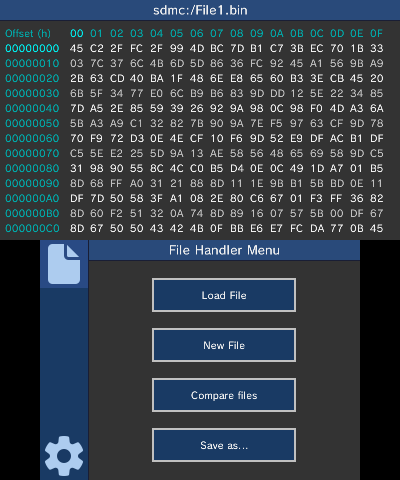 sdmc:/File1.bin
Offset (h) 00 01 02 03 04 05 06 07 08 09 0A 0B 0C 0D 0E 0F
00000000 45 C2 2F FC 2F 99 4D BC 7D B1 C7 3B EC 70 1B 33
00000010 03 7C 37 6C 4B 6D 5D 86 36 FC 92 45 A1 56 9B A9
00000020 2B 63 CD 40 BA 1F 48 6E E8 65 60 B3 3E CB 45 20
00000030 6B 5F 34 77 E0 6C B9 B6 83 9D DD 12 5E 22 34 85
00000040 7D A5 2E 85 59 39 26 92 9A 98 0C 98 F0 4D A3 6A
00000050 5B A3 A9 C1 32 82 7B 90 9A 7E F5 97 63 CF 9D 78
00000060 70 F9 72 D3 0E 4E CF 10 F6 9D 52 E9 DF AC B1 DF
00000070 C5 5E E2 25 5D 9A 13 AE 58 56 48 65 69 58 9D C5
00000080 31 98 90 55 8C 4C C0 B5 D4 0E 0C 49 1D A7 01 B5
00000090 8D 68 FF A0 31 21 88 8D 11 1E 9B B1 5B BD 0E 11
000000A0 DF 7D 50 58 3F A1 08 2E 80 C6 67 01 F3 FF 36 82
000000B0 8D 60 F2 51 32 0A 74 8D 89 16 07 57 5B 00 DF 67
000000C0 8D 67 50 50 43 42 4B 0F BB E6 E7 FC DA 77 0B 45
File Handler Menu
Load File
New File
Compare files
Save as...